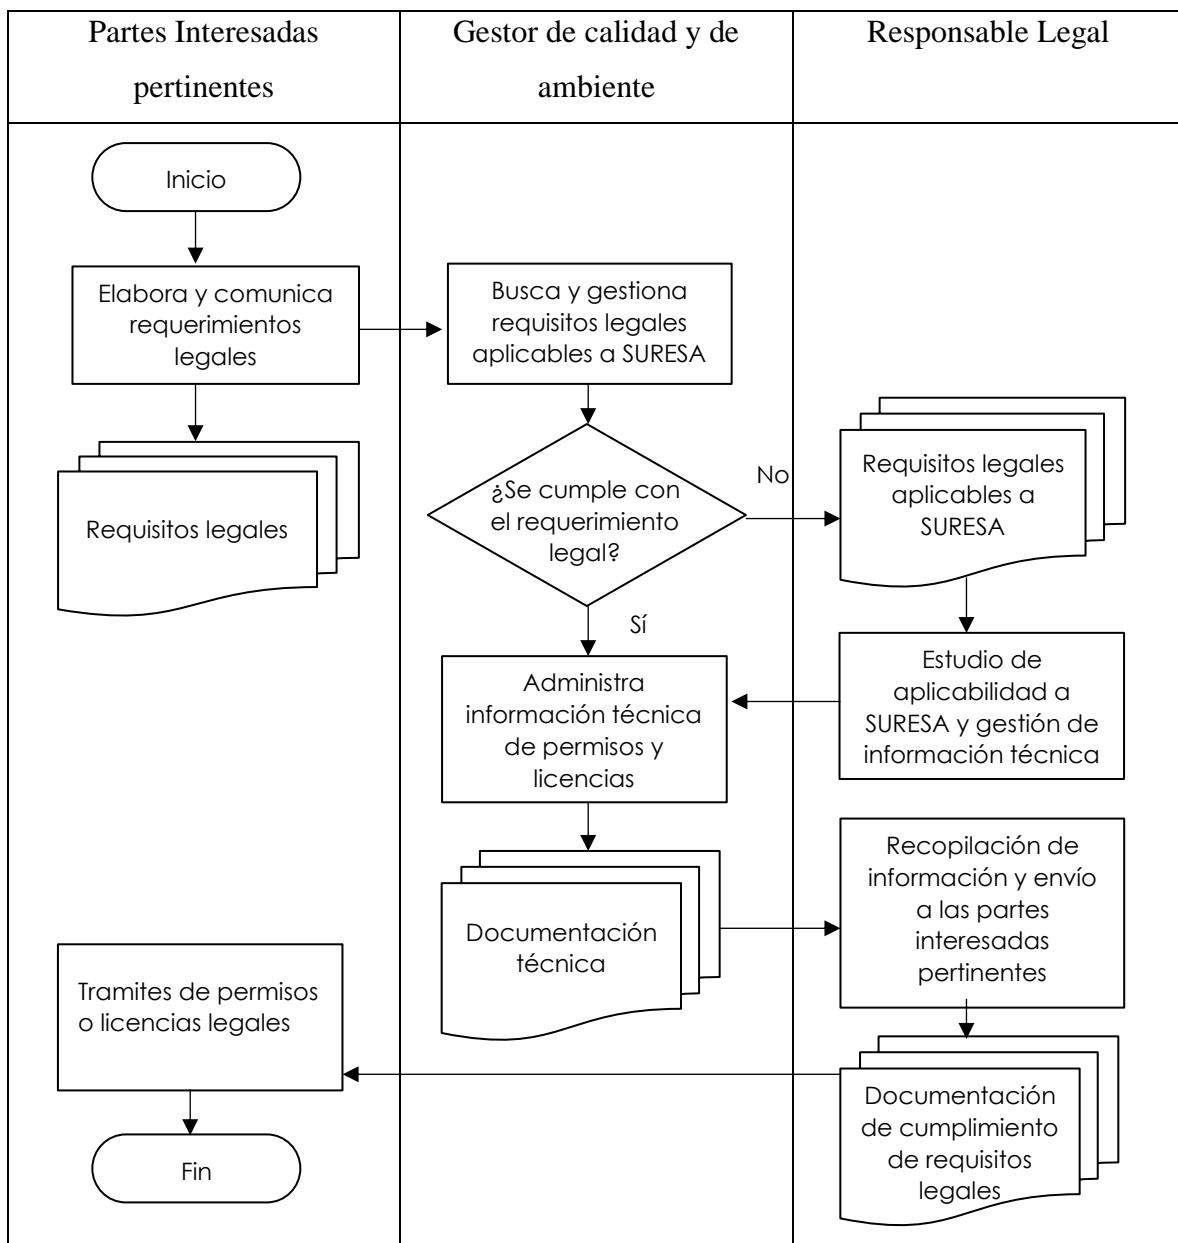 Partes Interesadas
pertinentes
Gestor de calidad y de
ambiente
Responsable Legal
Inicio
Elabora y comunica
requerimientos
legales
Busca y gestiona
requisitos legales
aplicables a SURESA
Requisitos legales
¿Se cumple con
el requerimiento
legal?
No
Sí
Requisitos legales
aplicables a
SURESA
Estudio de
aplicabilidad a
SURESA y gestión de
información técnica
Administra
información técnica
de permisos y
licencias
Documentación
técnica
Recopilación de
información y envío
a las partes
interesadas
pertinentes
Documentación
de cumplimiento
de requisitos
legales
Tramites de permisos
o licencias legales
Fin